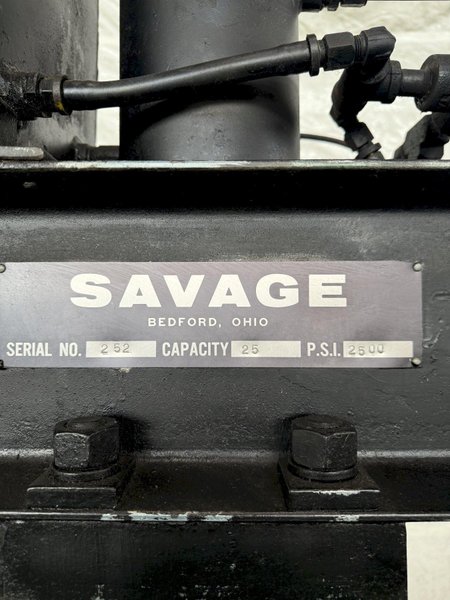 SAVAGE
BEDFORD, OHIO
SERIAL NO. 252 CAPACITY 25 P.S.I. 2500